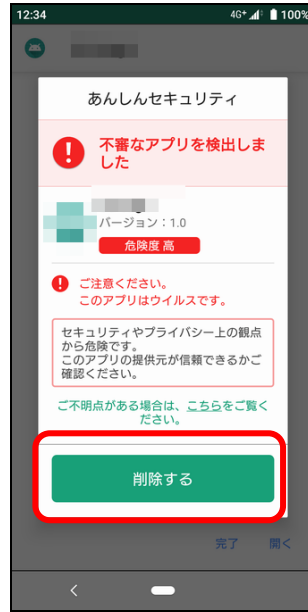 12:34
4G+
100%
あんしんセキュリティ
不審なアプリを検出しま
した
バージョン：1.0
危険度 高
ご注意ください。
このアプリはウイルスです。
セキュリティやプライバシー上の観点
から危険です。
このアプリの提供元が信頼できるかご
確認ください。
ご不明点がある場合は、こちらをご覧く
ださい。
削除する
完了
開く